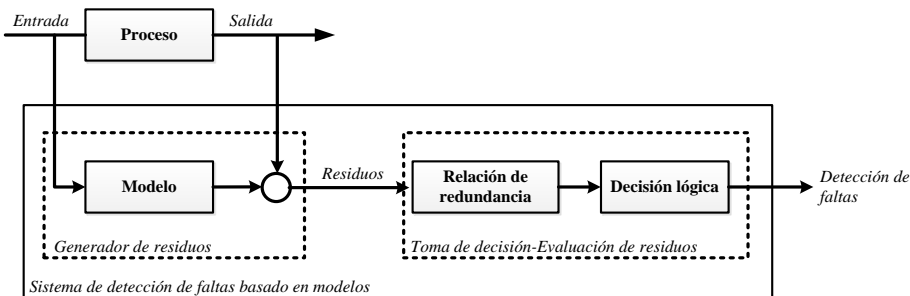 Entrada
Proceso
Salida
Modelo
Residuos
Relación de
redundancia
Decisión lógica
Detección de
faltas
Generador de residuos
Toma de decisión-Evaluación de residuos
Sistema de detección de faltas basado en modelos